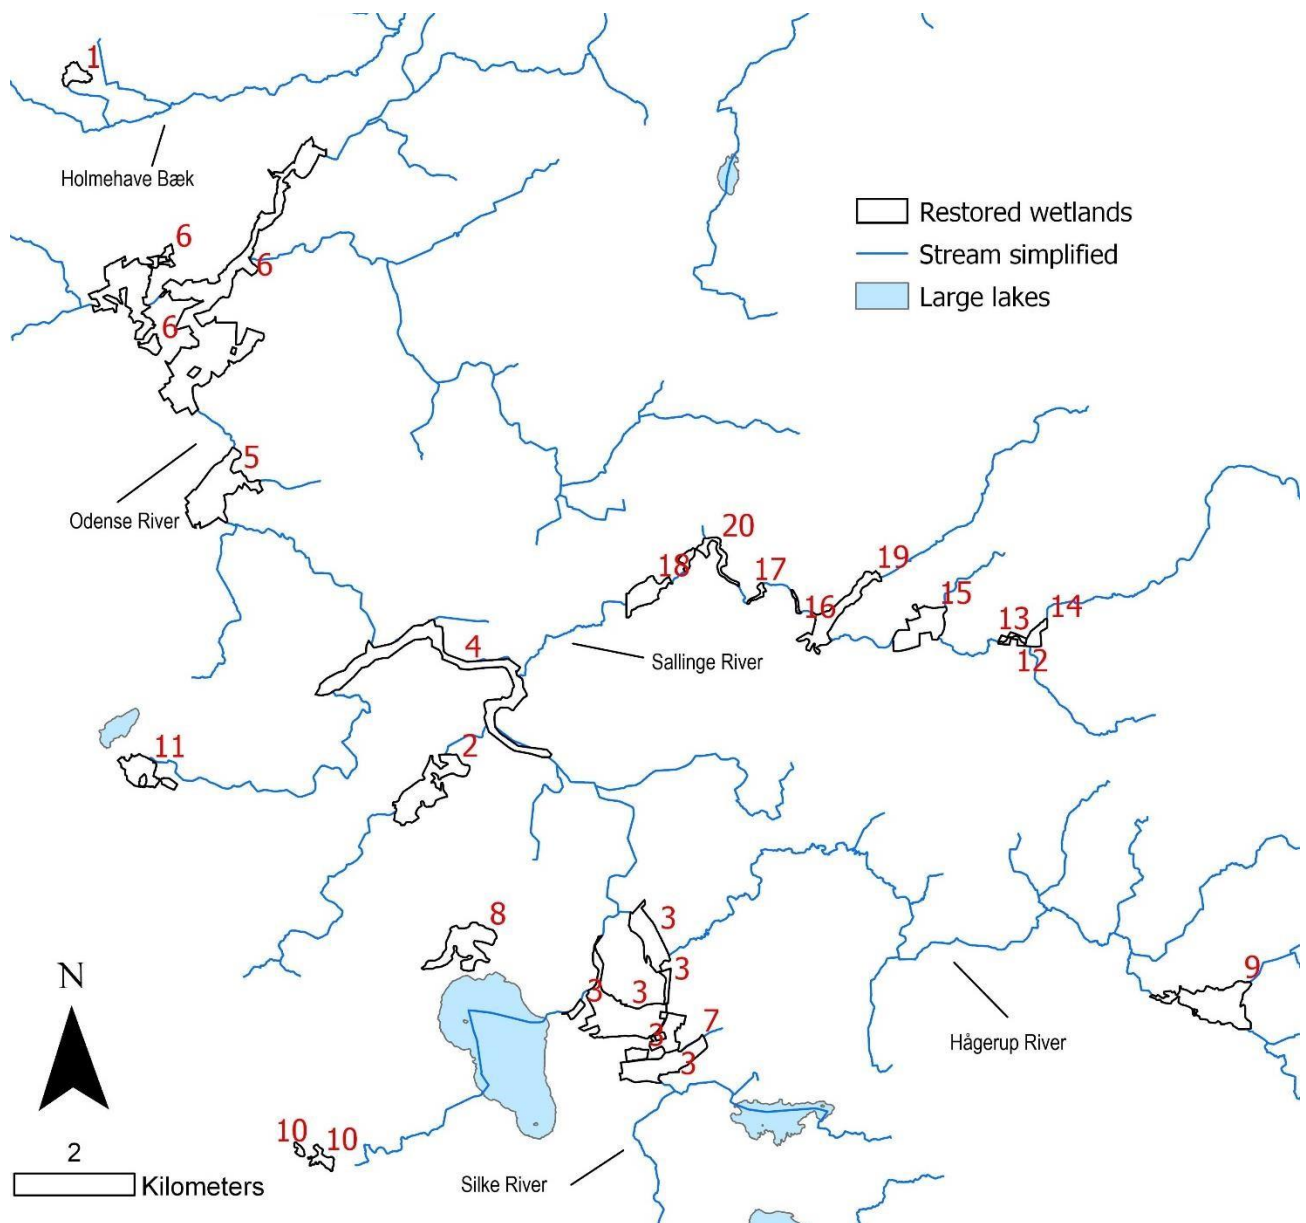 1
Holmehave Bæk
Restored wetlands
6
Stream simplified
6
Large lakes
6
5
Odense River
20
18
17
19
16
15
13
14
12
4
Sallinge River
2
11
8
3
3
9
3
3
7
3
Hågerup River
3
N
10
10
2
Kilometers
Silke River